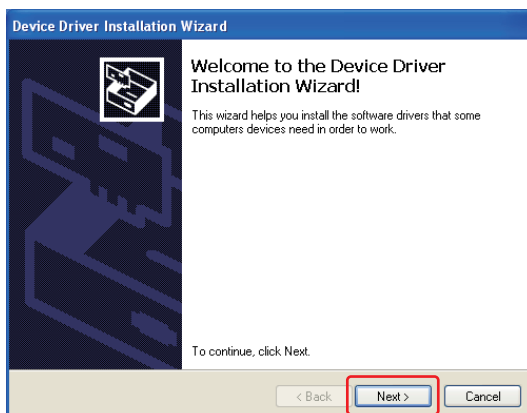 Device Driver Installation Wizard
Welcome to the Device Driver
Installation Wizard!
This wizard helps you install the software drivers that some
computers devices need in order to work.
To continue, click Next.
< Back
Next >
Cancel